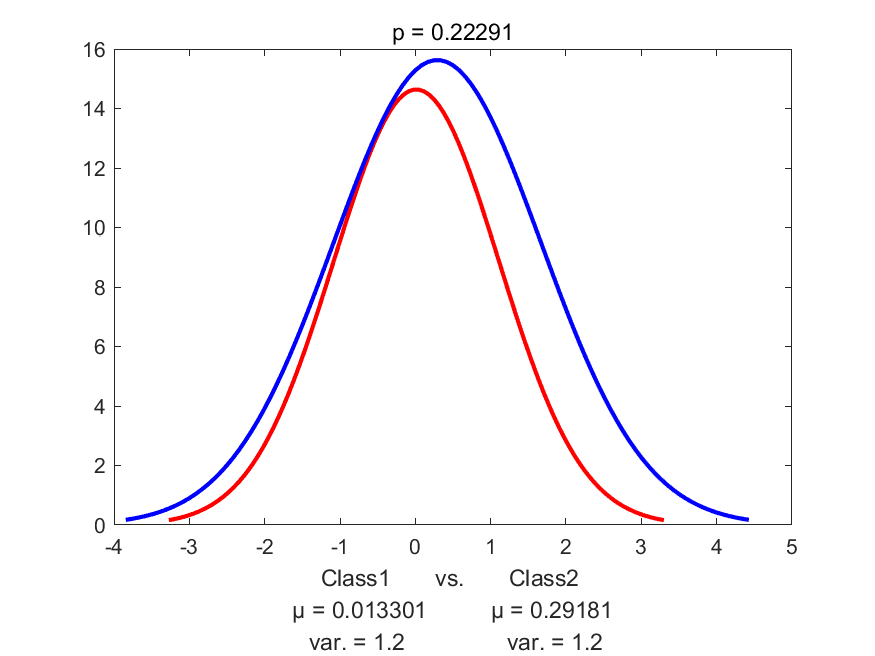 p = 0.22291
16
14
12
10
8
6
4
2
0
-4 -3 -2 -1 0 1 2 3 4 5
Class1 vs. Class2
μ = 0.013301 μ = 0.29181
var. = 1.2 var. = 1.2